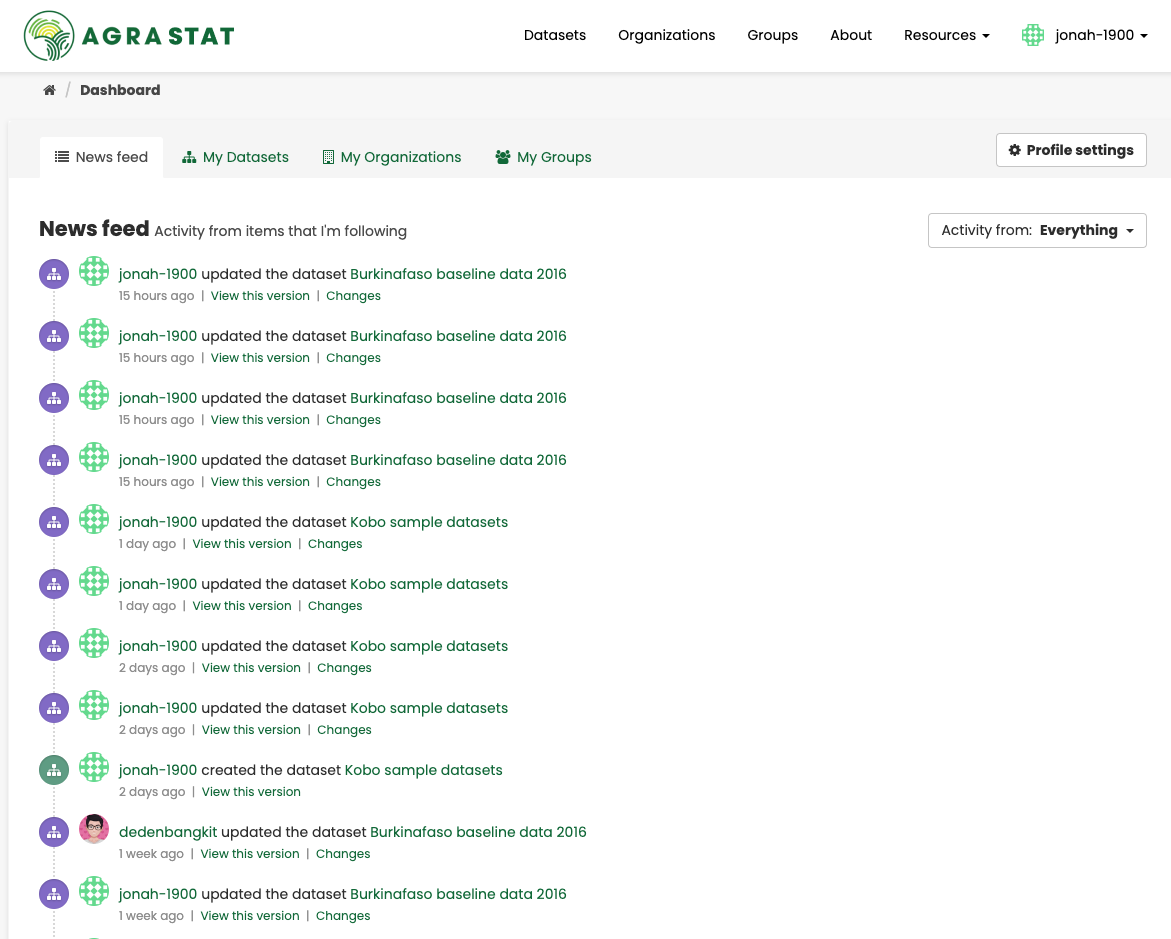 AGRA STAT
Datasets Organizations Groups About Resources jonah-1900
/ Dashboard
News feed My Datasets My Organizations My Groups
Profile settings
News feed Activity from items that I'm following
Activity from: Everything
jonah-1900 updated the dataset Burkinafaso baseline data 2016
15 hours ago | View this version | Changes
jonah-1900 updated the dataset Burkinafaso baseline data 2016
15 hours ago | View this version | Changes
jonah-1900 updated the dataset Burkinafaso baseline data 2016
15 hours ago | View this version | Changes
jonah-1900 updated the dataset Burkinafaso baseline data 2016
15 hours ago | View this version | Changes
jonah-1900 updated the dataset Kobo sample datasets
1 day ago | View this version | Changes
jonah-1900 updated the dataset Kobo sample datasets
1 day ago | View this version | Changes
jonah-1900 updated the dataset Kobo sample datasets
2 days ago | View this version | Changes
jonah-1900 updated the dataset Kobo sample datasets
2 days ago | View this version | Changes
jonah-1900 created the dataset Kobo sample datasets
2 days ago | View this version
dedenbangkit updated the dataset Burkinafaso baseline data 2016
1 week ago | View this version | Changes
jonah-1900 updated the dataset Burkinafaso baseline data 2016
1 week ago | View this version | Changes